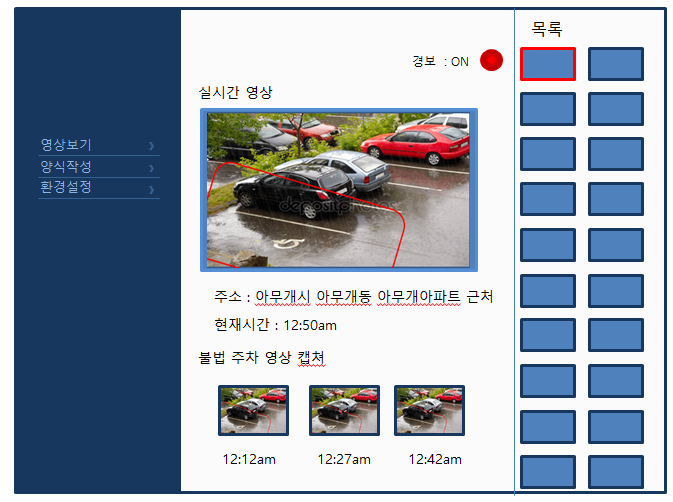 영상보기
양식작성
환경설정
경보 : ON
실시간 영상
depositphotos
주소 : 아무개시 아무개동 아무개아파트 근처
현재시간 : 12:50am
불법 주차 영상 캡쳐
12:12am 12:27am 12:42am
목록